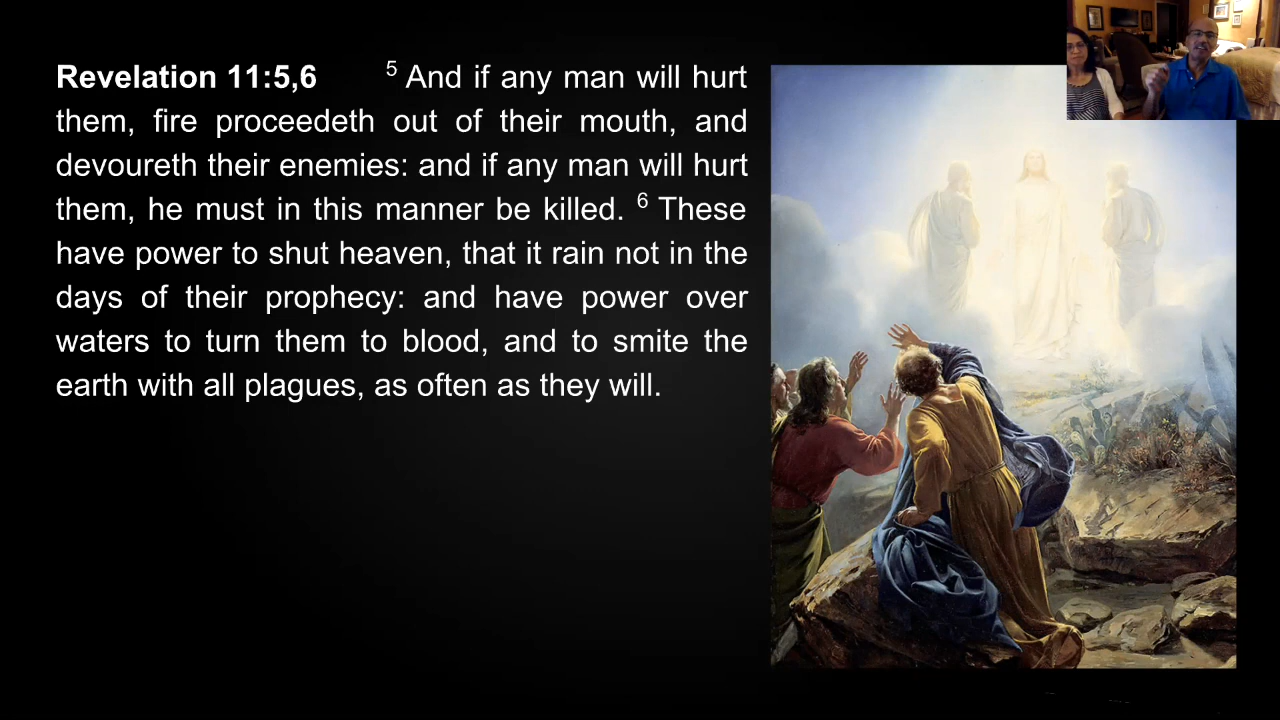 Revelation 11:5,6 5 And if any man will hurt
them, fire proceedeth out of their mouth, and
devoureth their enemies: and if any man will hurt
them, he must in this manner be killed. 6 These
have power to shut heaven, that it rain not in the
days of their prophecy: and have power over
waters to turn them to blood, and to smite the
earth with all plagues, as often as they will.